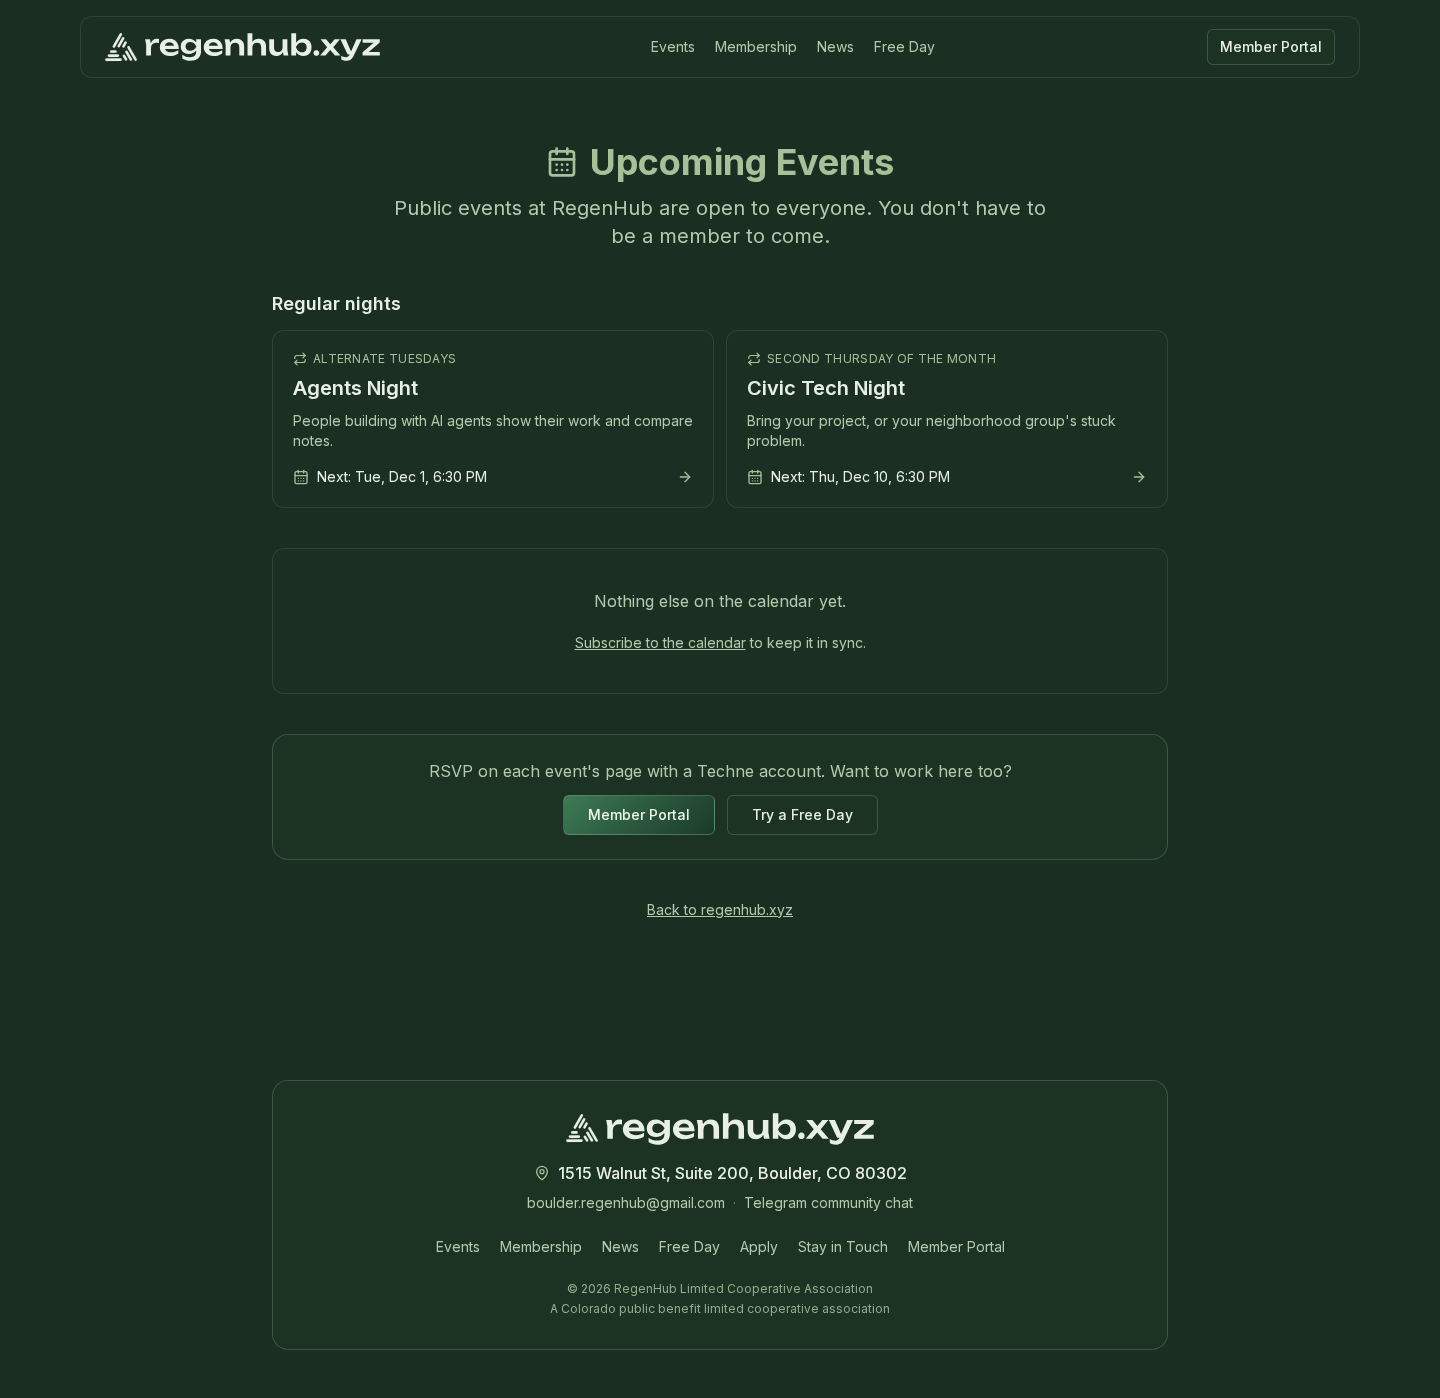 regenhub.xyz
Events Membership News Free Day
Member Portal
Upcoming Events
Public events at RegenHub are open to everyone. You don't have to
be a member to come.
Regular nights
ALTERNATE TUESDAYS
Agents Night
People building with AI agents show their work and compare
notes.
Next: Tue, Dec 1, 6:30 PM
SECOND THURSDAY OF THE MONTH
Civic Tech Night
Bring your project, or your neighborhood group's stuck
problem.
Next: Thu, Dec 10, 6:30 PM
Nothing else on the calendar yet.
Subscribe to the calendar to keep it in sync.
RSVP on each event's page with a Techne account. Want to work here too?
Member Portal Try a Free Day
Back to regenhub.xyz
regenhub.xyz
1515 Walnut St, Suite 200, Boulder, CO 80302
boulder.regenhub@gmail.com · Telegram community chat
Events Membership News Free Day Apply Stay in Touch Member Portal
© 2026 RegenHub Limited Cooperative Association
A Colorado public benefit limited cooperative association